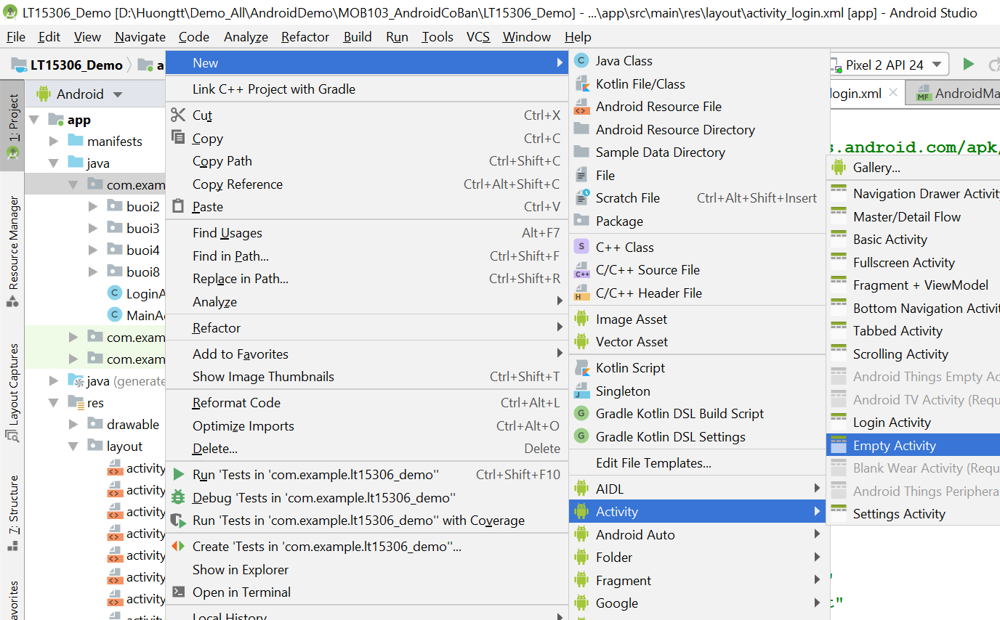 LT15306_Demo [D:\Huongtt\Demo_All\AndroidDemo\MOB103_AndroidCoBan\LT15306_Demo] - ...\app\src\main\res\layout\activity_login.xml [app] - Android Studio
File Edit View Navigate Code Analyze Refactor Build Run Tools VCS Window Help
LT15306_Demo a
Pixel 2 API 24
login.xml
MF AndroidMa
1: Project
Resource Manager
Layout Captures
7: Structure
avorites
Android
app
manifests
java
com.exam
buoi2
buoi3
buoi4
buoi8
C LoginA
C MainAc
com.exam
com.exam
java (generate
res
drawable
layout
activity
activity
activity
activity
activity
activity
activity
New
Link C++ Project with Gradle
Cut Ctrl+X
Copy Ctrl+C
Copy Path Ctrl+Shift+C
Copy Reference Ctrl+Alt+Shift+C
Paste Ctrl+V
Find Usages Alt+F7
Find in Path... Ctrl+Shift+F
Replace in Path... Ctrl+Shift+R
Analyze
Refactor
Add to Favorites
Show Image Thumbnails Ctrl+Shift+T
Reformat Code Ctrl+Alt+L
Optimize Imports Ctrl+Alt+O
Delete... Delete
Run 'Tests in 'com.example.lt15306_demo'' Ctrl+Shift+F10
Debug 'Tests in 'com.example.lt15306_demo''
Run 'Tests in 'com.example.lt15306_demo'' with Coverage
Create 'Tests in 'com.example.lt15306_demo''...
Show in Explorer
Open in Terminal
Local History
C Java Class
Kotlin File/Class
Android Resource File
Android Resource Directory
Sample Data Directory
File
Scratch File Ctrl+Alt+Shift+Insert
Package
S C++ Class
C++ C/C++ Source File
H C/C++ Header File
Image Asset
Vector Asset
Kotlin Script
J Singleton
G Gradle Kotlin DSL Build Script
G Gradle Kotlin DSL Settings
Edit File Templates...
AIDL
Activity
Android Auto
Folder
Fragment
Google
s.android.com/apk/
Gallery...
Navigation Drawer Activity
Master/Detail Flow
Basic Activity
Fullscreen Activity
Fragment + ViewModel
Bottom Navigation Activit
Tabbed Activity
Scrolling Activity
Android Things Empty Ac
Android TV Activity (Requ
Login Activity
Empty Activity
Blank Wear Activity (Requ
Android Things Periphera
Settings Activity
"
t"